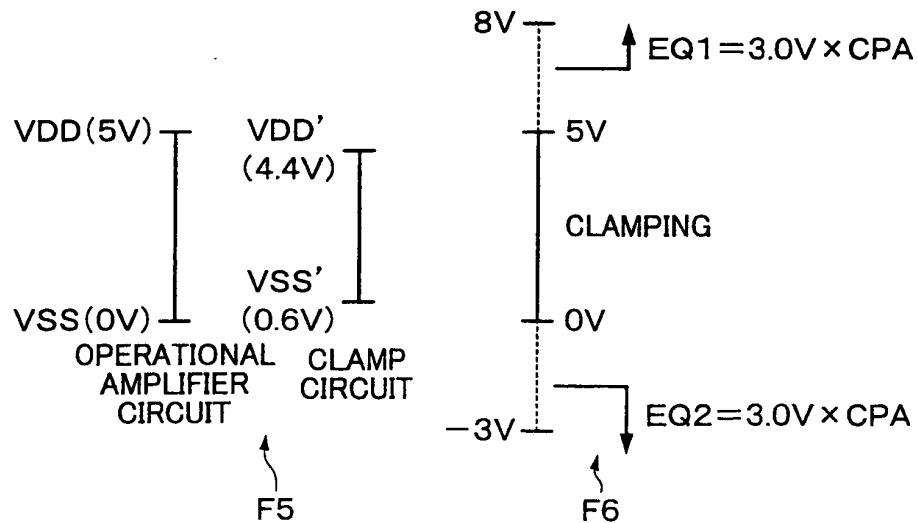 8V
EQ1=3.0V×CPA
VDD(5V)
VDD'
(4.4V)
5V
CLAMPING
VSS'
(0.6V)
VSS(0V)
0V
OPERATIONAL
AMPLIFIER
CIRCUIT
CLAMP
CIRCUIT
−3V
EQ2=3.0V×CPA
F5
F6